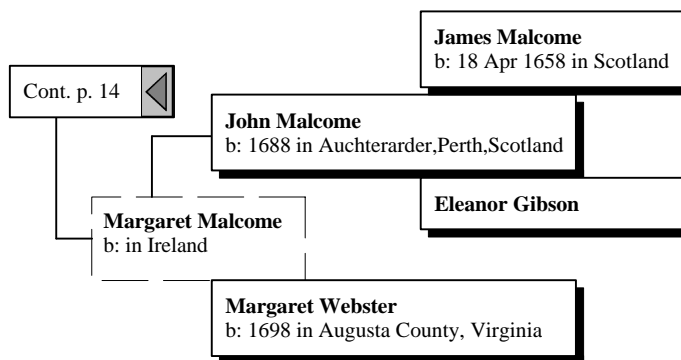 James Malcome
b: 18 Apr 1658 in Scotland
Cont. p. 14
John Malcome
b: 1688 in Auchterarder,Perth,Scotland
Eleanor Gibson
Margaret Malcome
b: in Ireland
Margaret Webster
b: 1698 in Augusta County, Virginia